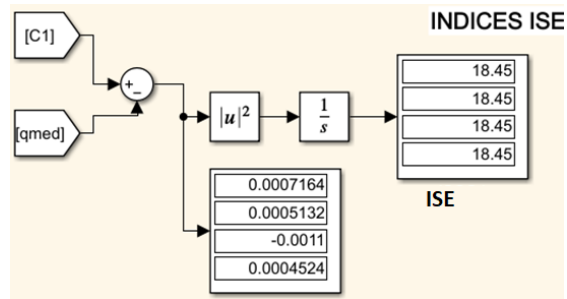 INDICES ISE
[C1]
+
-
[qmed]
|u|²
1
s
18.45
18.45
18.45
18.45
ISE
0.0007164
0.0005132
-0.0011
0.0004524